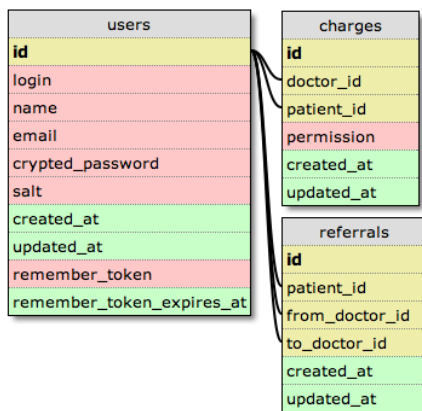 users
id
login
name
email
crypted_password
salt
created_at
updated_at
remember_token
remember_token_expires_at
charges
id
doctor_id
patient_id
permission
created_at
updated_at
referrals
id
patient_id
from_doctor_id
to_doctor_id
created_at
updated_at